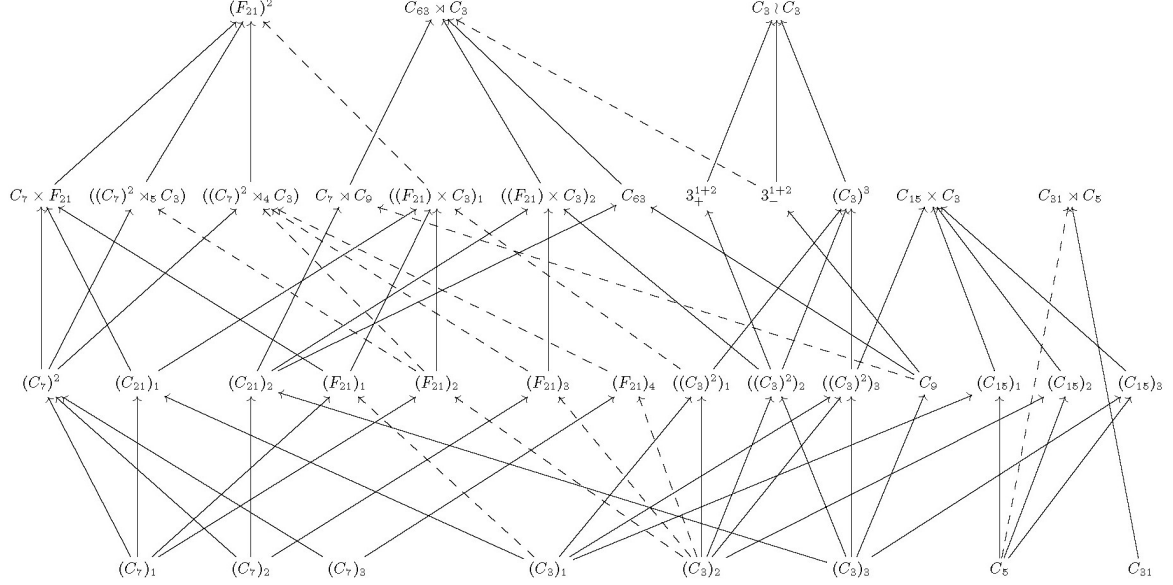 (F₂₁)² C₆₃ ⋊ C₃ C₃ ≀ C₃
C₇ × F₂₁ ((C₇)² ⋊₅ C₃) ((C₇)² ⋊₄ C₃) C₇ ⋊ C₉ ((F₂₁) × C₃)₁ ((F₂₁) × C₃)₂ C₆₃ 3₊¹⁺² 3₋¹⁺² (C₃)³ C₁₅ × C₃ C₃₁ ⋊ C₅
(C₇)² (C₂₁)₁ (C₂₁)₂ (F₂₁)₁ (F₂₁)₂ (F₂₁)₃ (F₂₁)₄ ((C₃)²)₁ ((C₃)²)₂ ((C₃)²)₃ C₉ (C₁₅)₁ (C₁₅)₂ (C₁₅)₃
(C₇)₁ (C₇)₂ (C₇)₃ (C₃)₁ (C₃)₂ (C₃)₃ C₅ C₃₁